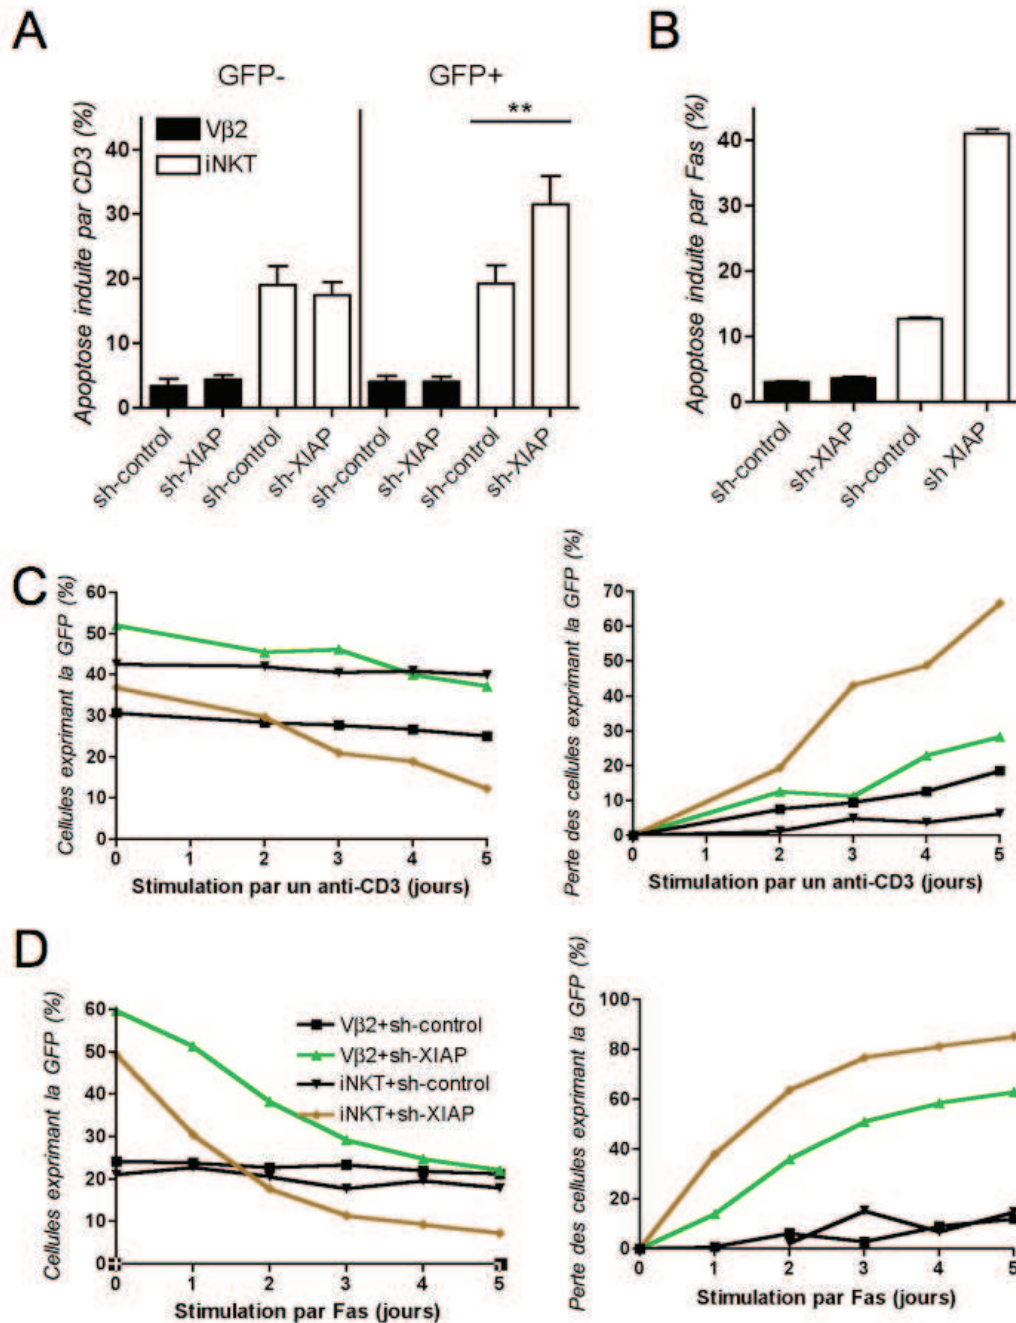 A
GFP-
GFP+
**
Vβ2
iNKT
Apoptose induite par CD3 (%)
40
30
20
10
0
sh-control
sh-XIAP
sh-control
sh-XIAP
sh-control
sh-XIAP
sh-control
sh-XIAP
B
Apoptose induite par Fas (%)
40
30
20
10
0
sh-control
sh-XIAP
sh-control
sh XIAP
C
Cellules exprimant la GFP (%)
60
50
40
30
20
10
0
0 1 2 3 4 5
Stimulation par un anti-CD3 (jours)
Perte des cellules exprimant la GFP (%)
70
60
50
40
30
20
10
0
0 1 2 3 4 5
Stimulation par un anti-CD3 (jours)
D
Cellules exprimant la GFP (%)
60
50
40
30
20
10
0
0 1 2 3 4 5
Stimulation par Fas (jours)
Vβ2+sh-control
Vβ2+sh-XIAP
iNKT+sh-control
iNKT+sh-XIAP
Perte des cellules exprimant la GFP (%)
100
80
60
40
20
0
0 1 2 3 4 5
Stimulation par Fas (jours)